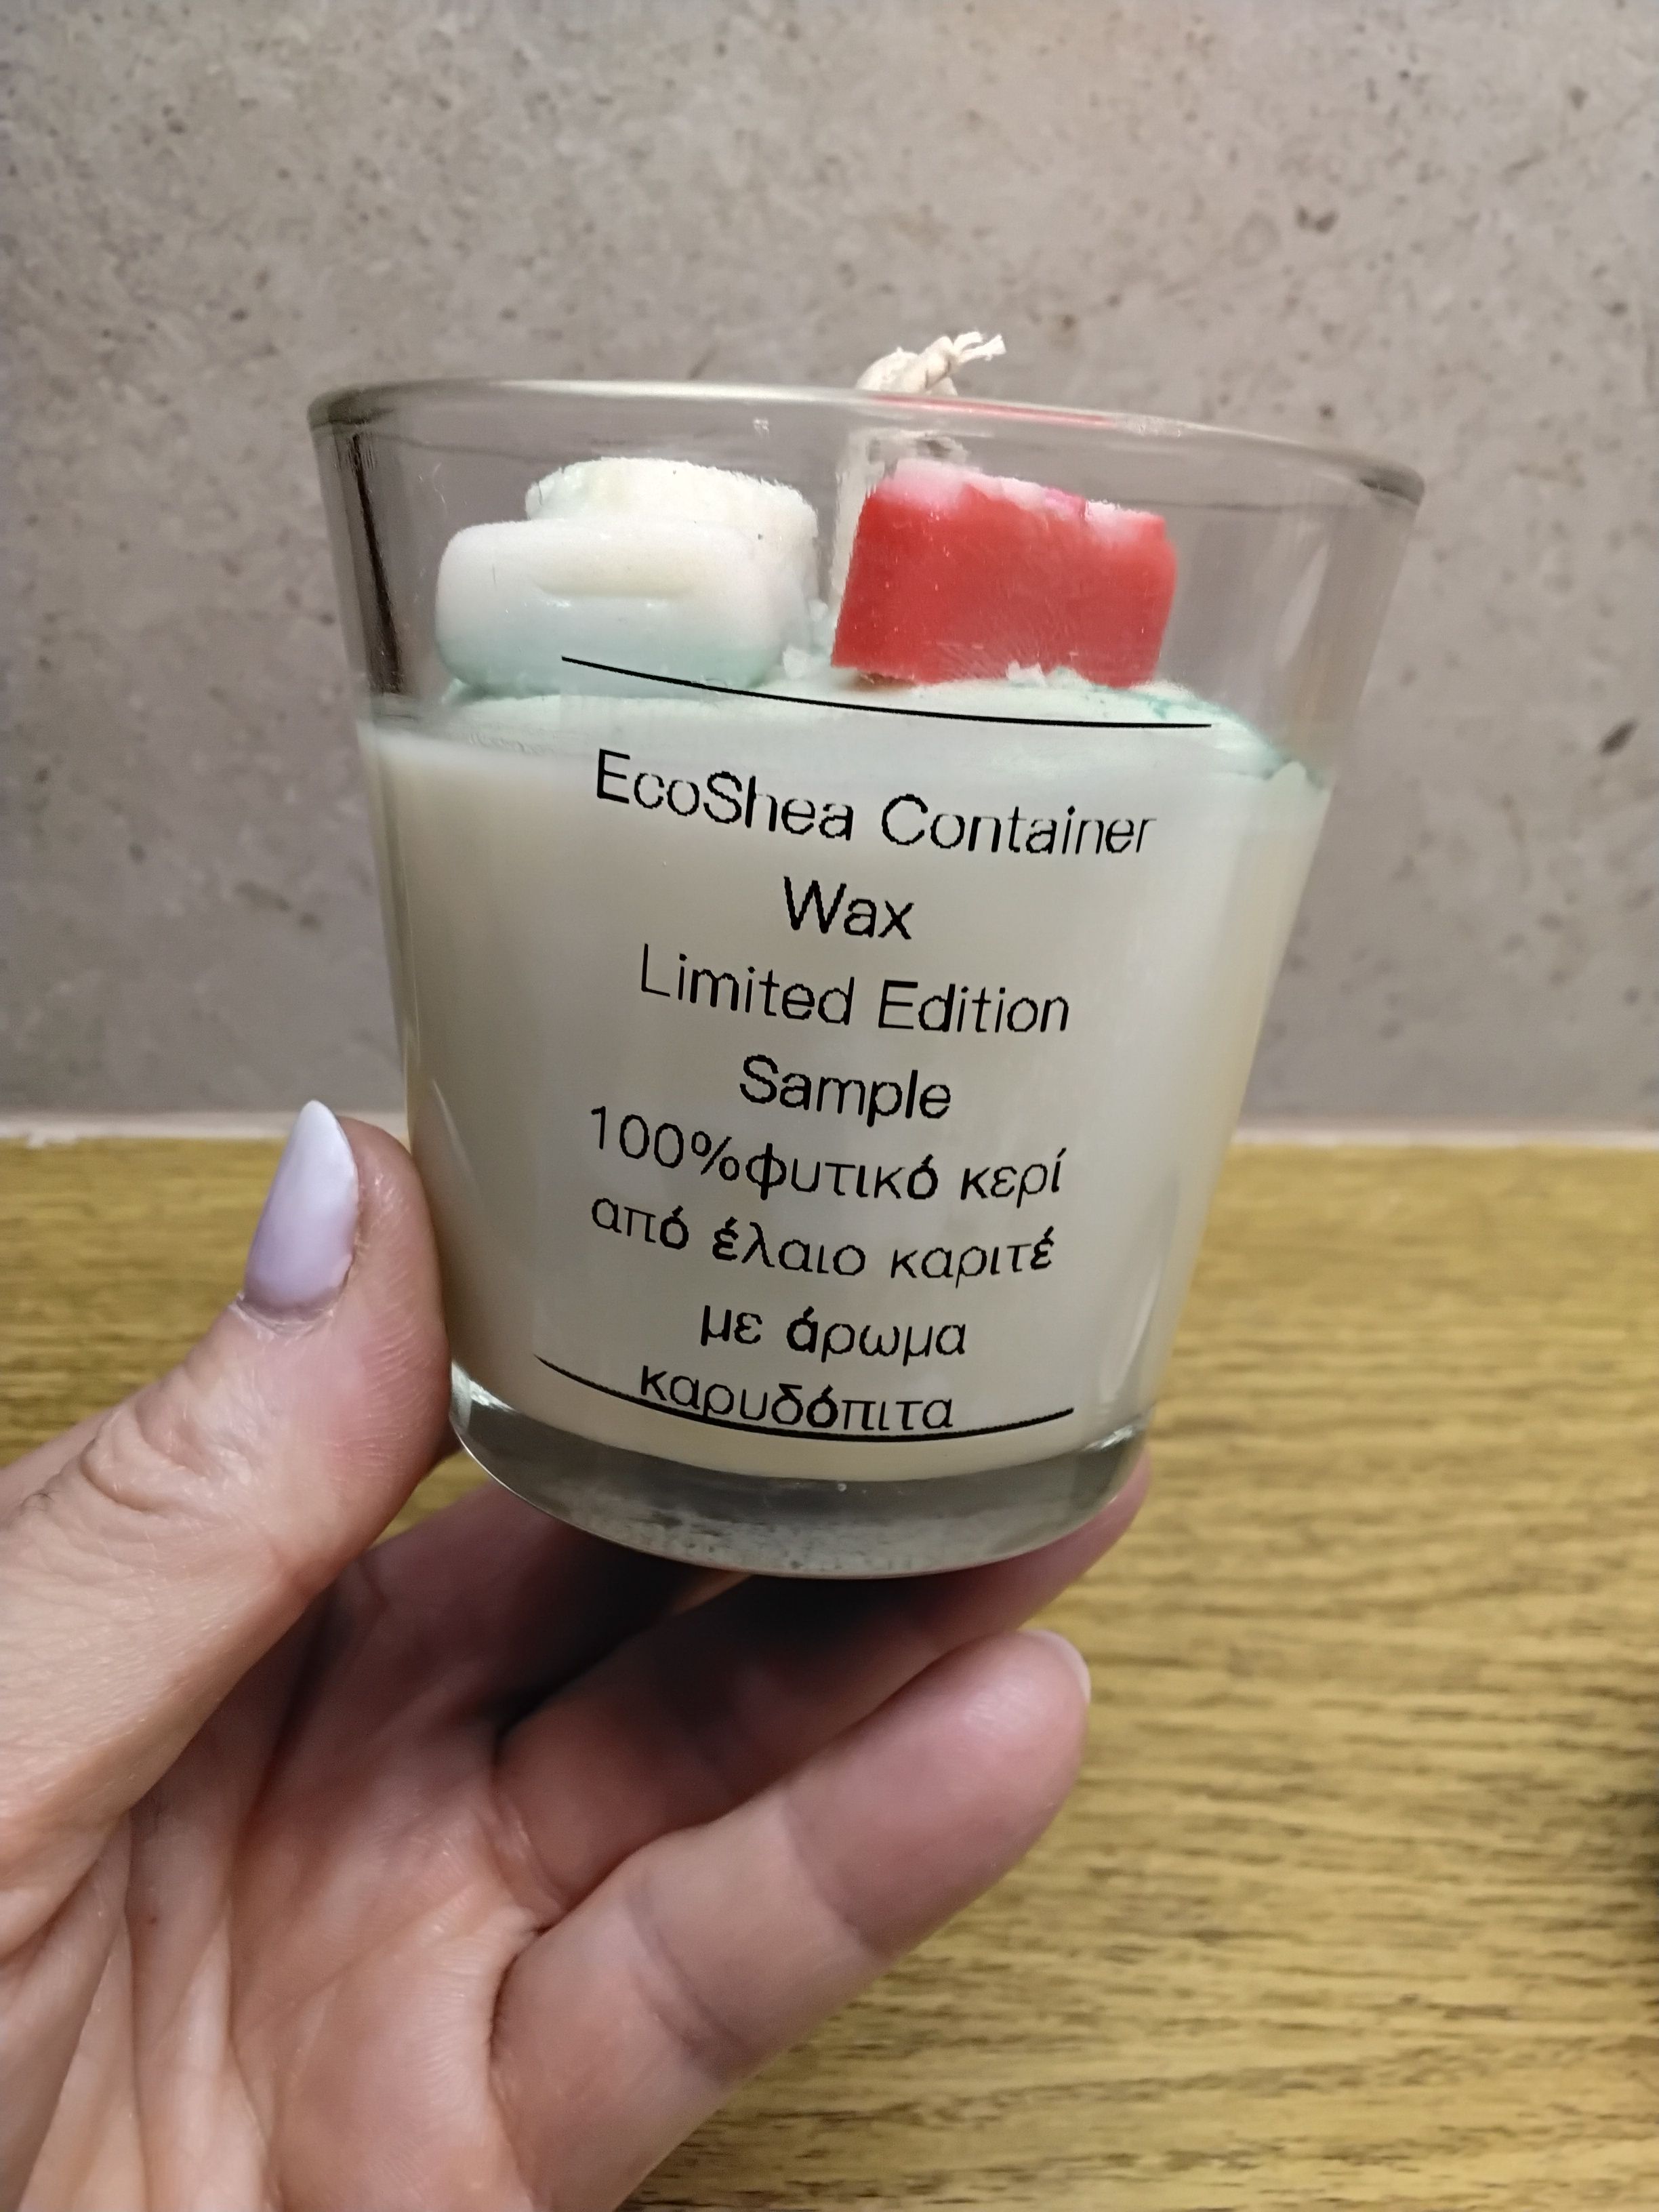 EcoShea Container
Wax
Limited Edition
Sample
100%φυτικό κερί
από έλαιο καριτέ
με άρωμα
καρυδόπιτα